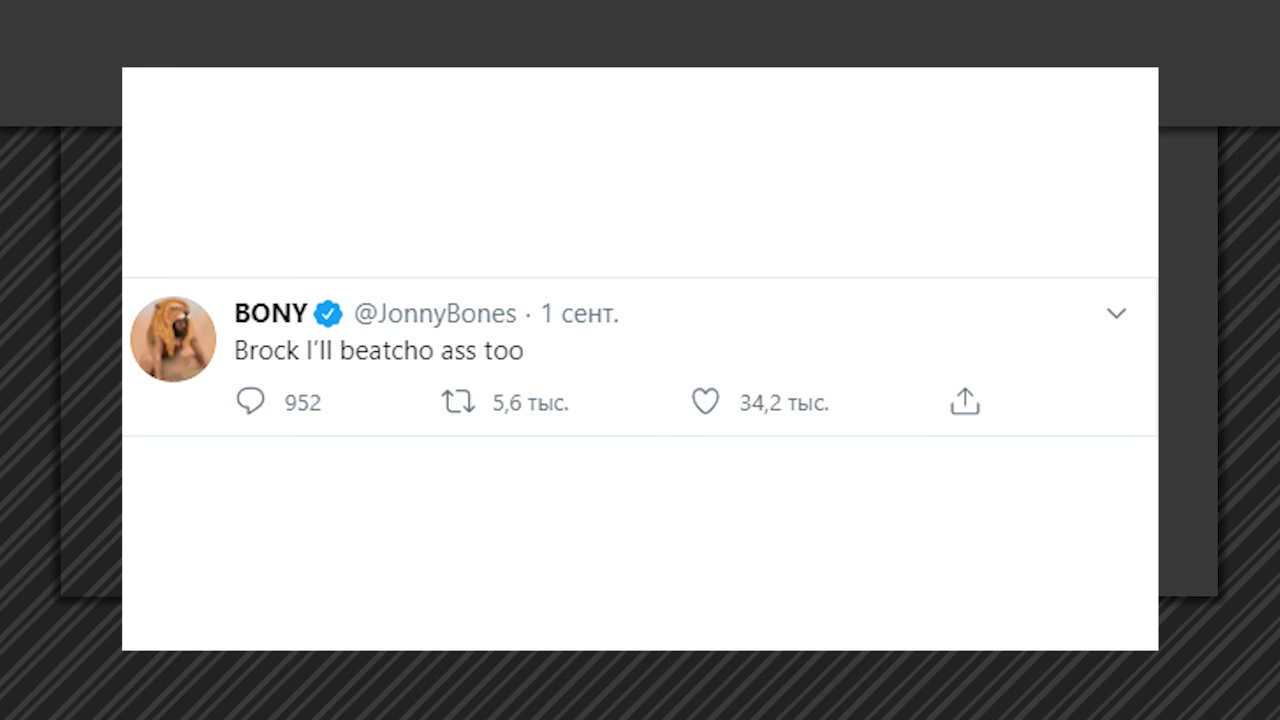 BONY @JonnyBones · 1 сент.
Brock I’ll beatcho ass too
952 5,6 тыс. 34,2 тыс.